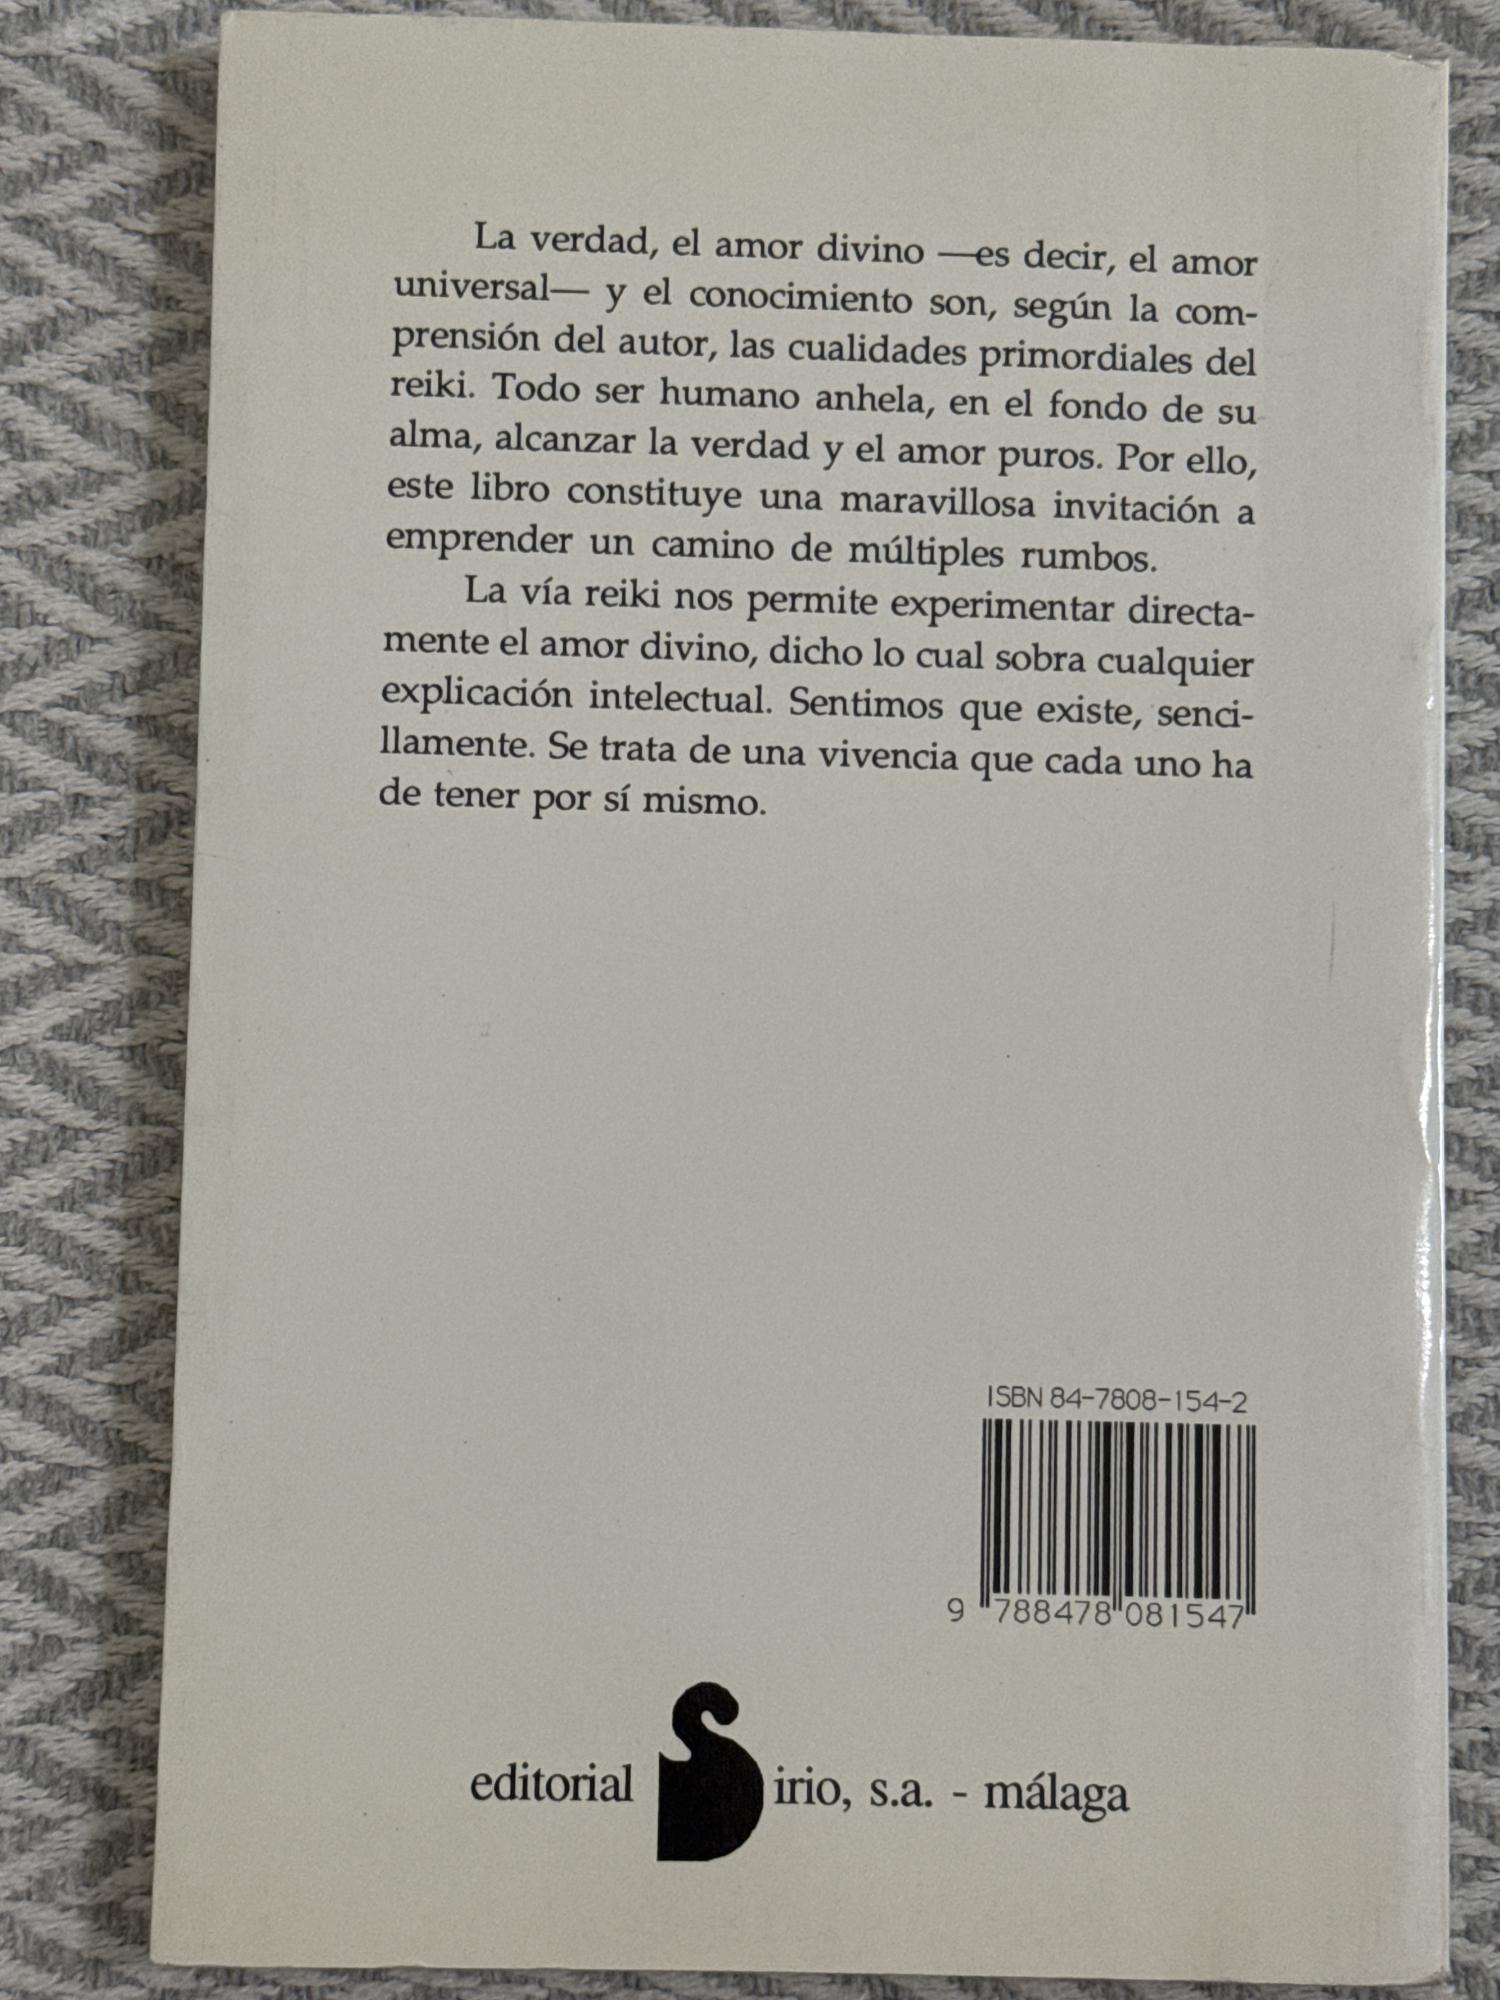 La verdad, el amor divino —es decir, el amor
universal— y el conocimiento son, según la com-
prensión del autor, las cualidades primordiales del
reiki. Todo ser humano anhela, en el fondo de su
alma, alcanzar la verdad y el amor puros. Por ello,
este libro constituye una maravillosa invitación a
emprender un camino de múltiples rumbos.
La vía reiki nos permite experimentar directa-
mente el amor divino, dicho lo cual sobra cualquier
explicación intelectual. Sentimos que existe, senci-
llamente. Se trata de una vivencia que cada uno ha
de tener por sí mismo.
ISBN 84-7808-154-2
9 788478 081547
editorial Sirio, s.a. - málaga